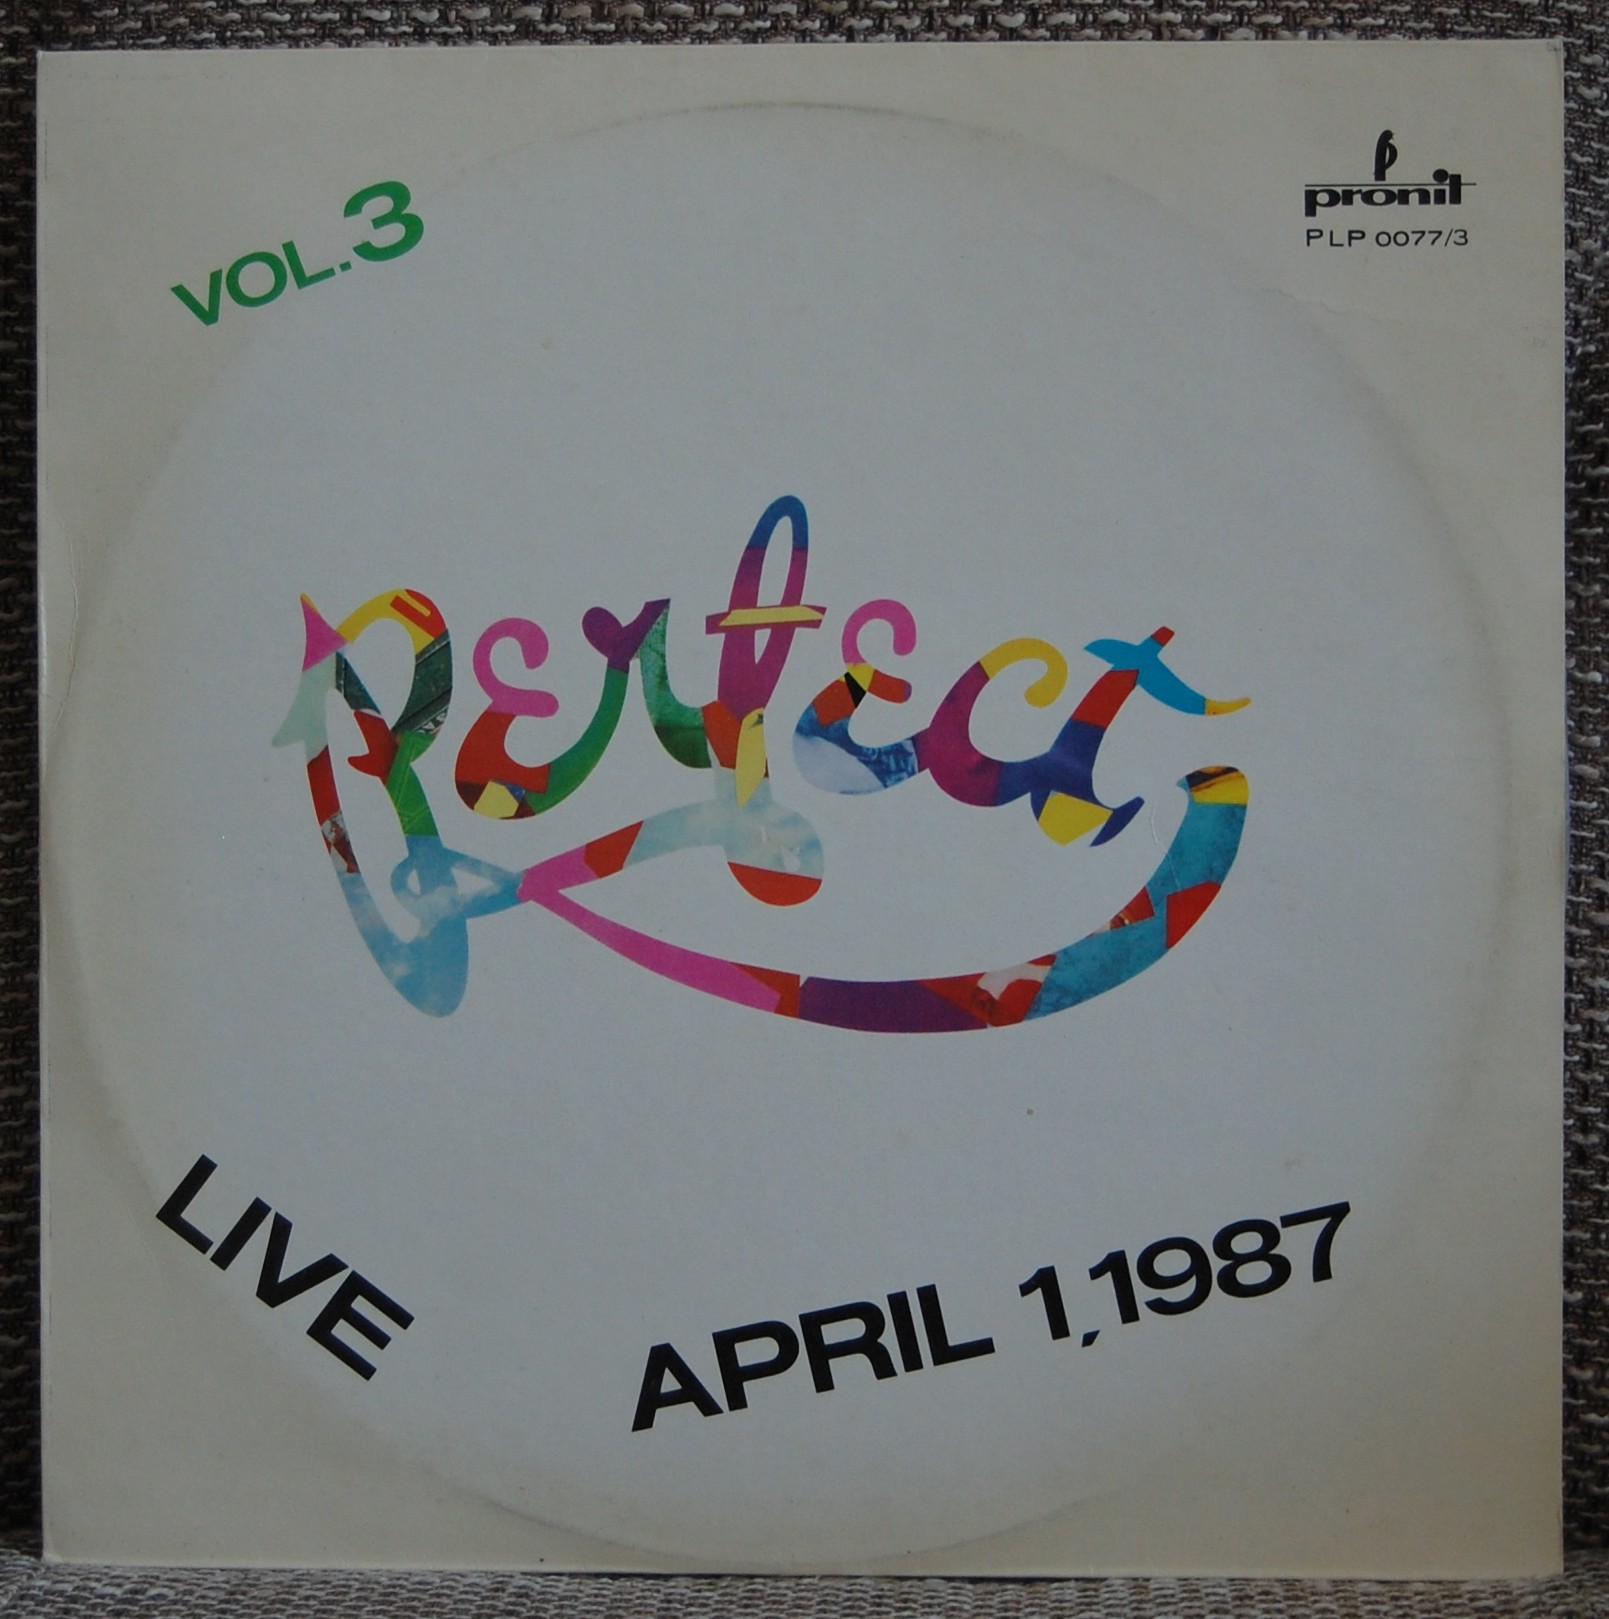 VOL.3
pronit
PLP 0077/3
Perfect
LIVE
APRIL 1,1987